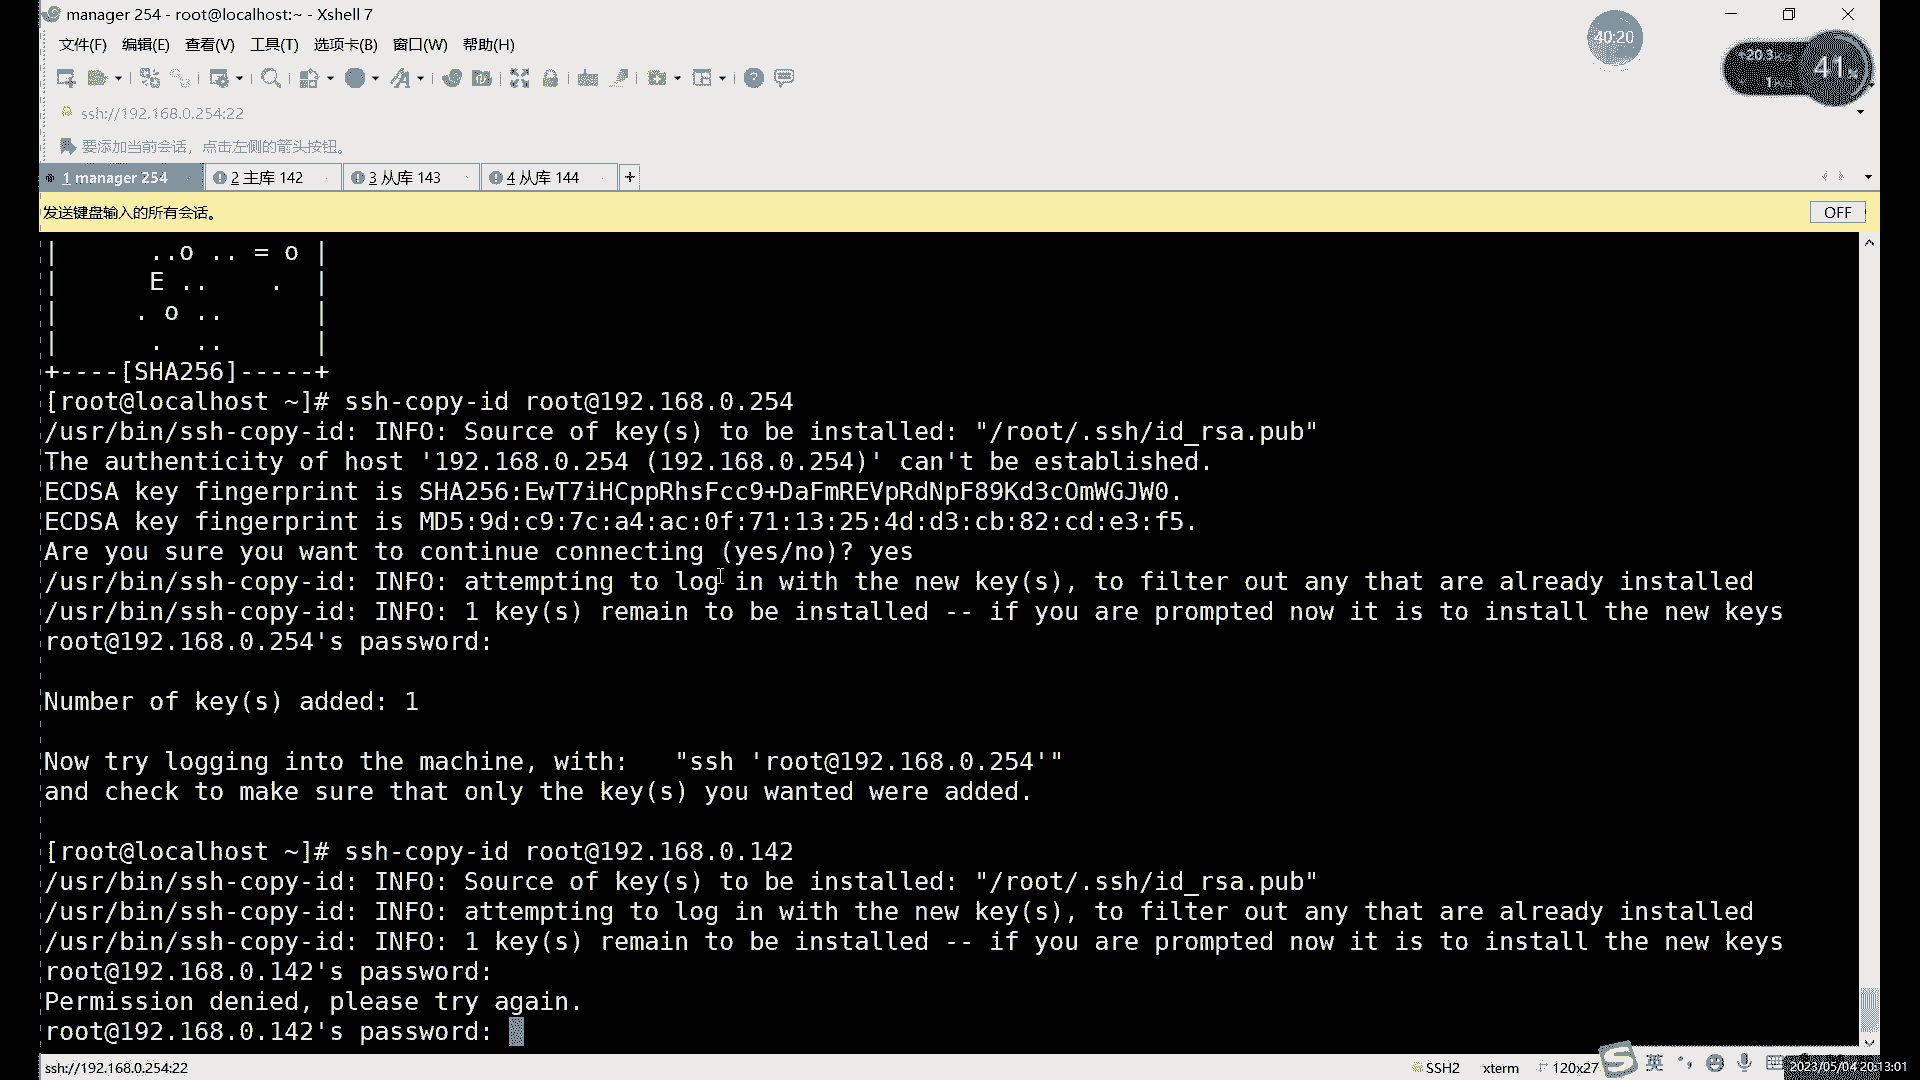 manager 254 - root@localhost:~ - Xshell 7
40:20
文件(F) 编辑(E) 查看(V) 工具(T) 选项卡(B) 窗口(W) 帮助(H)
41%
ssh://192.168.0.254:22
要添加当前会话，点击左侧的箭头按钮。
1 manager 254 2 主库 142 3 从库 143 4 从库 144 +
发送键盘输入的所有会话。 OFF
|       ..o .. = o |
|       E ..    .  |
|      . o ..      |
|       .  ..      |
+----[SHA256]-----+
[root@localhost ~]# ssh-copy-id root@192.168.0.254
/usr/bin/ssh-copy-id: INFO: Source of key(s) to be installed: "/root/.ssh/id_rsa.pub"
The authenticity of host '192.168.0.254 (192.168.0.254)' can't be established.
ECDSA key fingerprint is SHA256:EwT7iHCppRhsFcc9+DaFmREVpRdNpF89Kd3cOmWGJW0.
ECDSA key fingerprint is MD5:9d:c9:7c:a4:ac:0f:71:13:25:4d:d3:cb:82:cd:e3:f5.
Are you sure you want to continue connecting (yes/no)? yes
/usr/bin/ssh-copy-id: INFO: attempting to log in with the new key(s), to filter out any that are already installed
/usr/bin/ssh-copy-id: INFO: 1 key(s) remain to be installed -- if you are prompted now it is to install the new keys
root@192.168.0.254's password:
Number of key(s) added: 1
Now try logging into the machine, with:   "ssh 'root@192.168.0.254'"
and check to make sure that only the key(s) you wanted were added.
[root@localhost ~]# ssh-copy-id root@192.168.0.142
/usr/bin/ssh-copy-id: INFO: Source of key(s) to be installed: "/root/.ssh/id_rsa.pub"
/usr/bin/ssh-copy-id: INFO: attempting to log in with the new key(s), to filter out any that are already installed
/usr/bin/ssh-copy-id: INFO: 1 key(s) remain to be installed -- if you are prompted now it is to install the new keys
root@192.168.0.142's password:
Permission denied, please try again.
root@192.168.0.142's password:
ssh://192.168.0.254:22 SSH2 xterm 120x27 英 2023/05/04 20:13:01